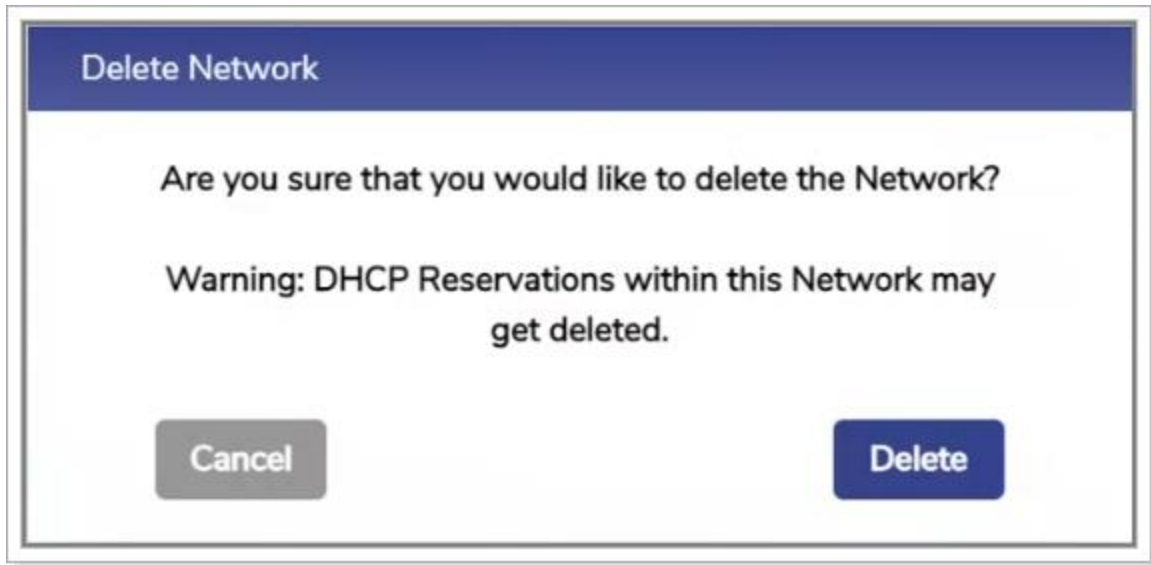 Delete Network
Are you sure that you would like to delete the Network?
Warning: DHCP Reservations within this Network may
get deleted.
Cancel
Delete